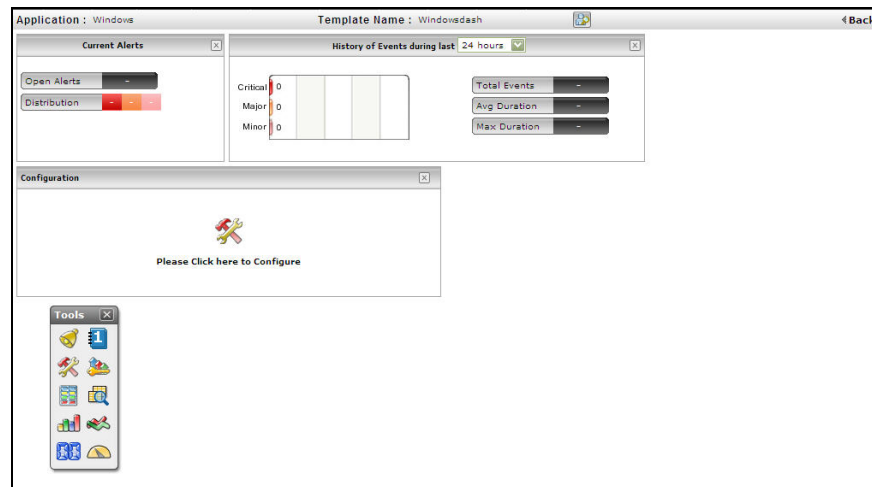 Application : Windows Template Name : Windowsdash Back
Current Alerts
Open Alerts -
Distribution - - -
History of Events during last 24 hours
Critical 0
Major 0
Minor 0
Total Events -
Avg Duration -
Max Duration -
Configuration
Please Click here to Configure
Tools
1